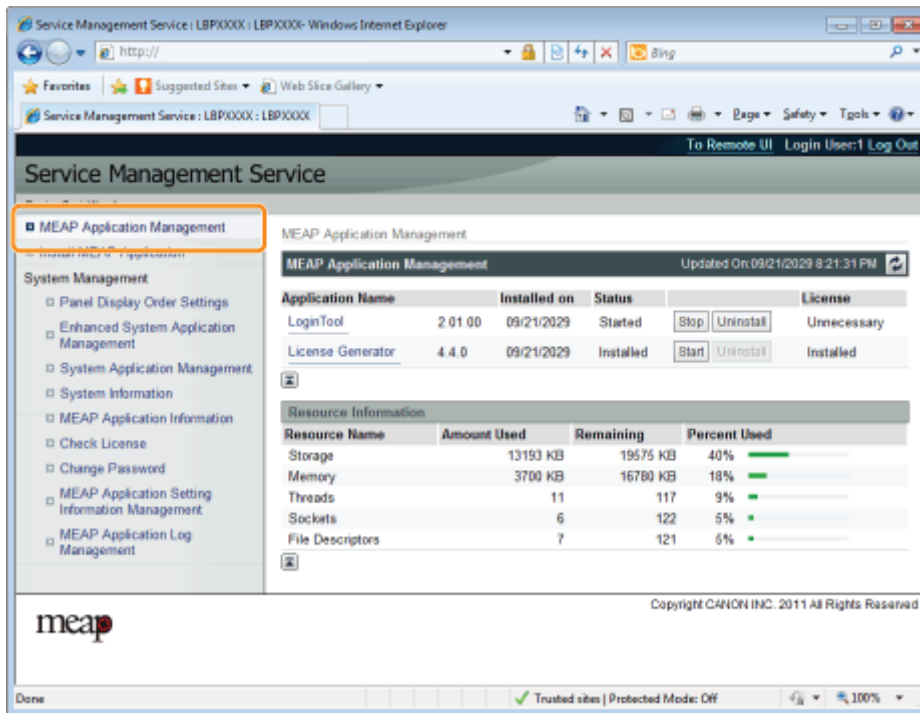 Service Management Service : LBPXXXX : LBPXXXX- Windows Internet Explorer
http://
Bing
Favorites Suggested Sites Web Slice Gallery
Service Management Service : LBPXXXX : LBPXXXX
Page Safety Tools
To Remote UI Login User:1 Log Out
Service Management Service
MEAP Application Management
Install MEAP Application
System Management
Panel Display Order Settings
Enhanced System Application
Management
System Application Management
System Information
MEAP Application Information
Check License
Change Password
MEAP Application Setting
Information Management
MEAP Application Log
Management
MEAP Application Management
MEAP Application Management Updated On:09/21/2029 8:21:31 PM
Application Name Installed on Status License
LoginTool 2.01.00 09/21/2029 Started Stop Uninstall Unnecessary
License Generator 4.4.0 09/21/2029 Installed Start Uninstall Installed
Resource Information
Resource Name Amount Used Remaining Percent Used
Storage 13193 KB 19575 KB 40%
Memory 3700 KB 16780 KB 18%
Threads 11 117 9%
Sockets 6 122 5%
File Descriptors 7 121 6%
Copyright CANON INC. 2011 All Rights Reserved
meap
Done Trusted sites | Protected Mode: Off 100%